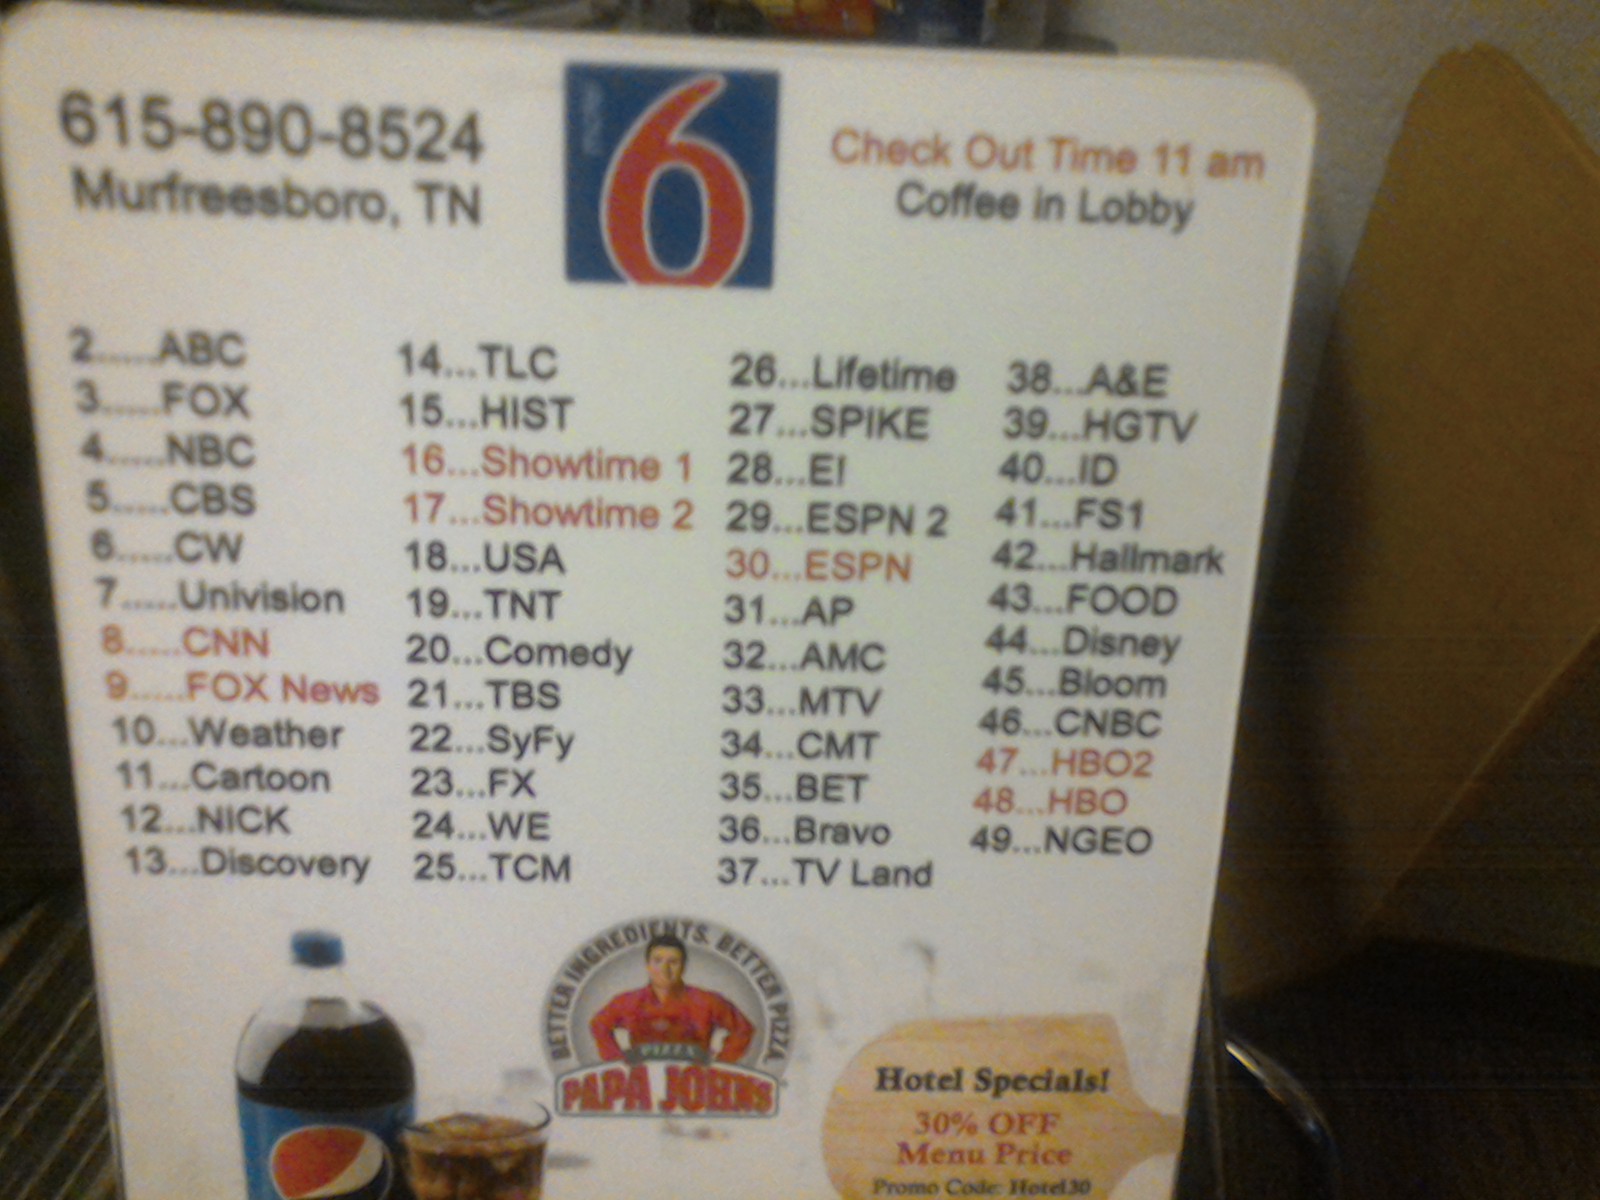 615-890-8524
Murfreesboro, TN
6
Check Out Time 11 am
Coffee in Lobby
2......ABC
3......FOX
4......NBC
5......CBS
6......CW
7......Univision
8......CNN
9......FOX News
10...Weather
11...Cartoon
12...NICK
13...Discovery
14...TLC
15...HIST
16...Showtime 1
17...Showtime 2
18...USA
19...TNT
20...Comedy
21...TBS
22...SyFy
23...FX
24...WE
25...TCM
26...Lifetime
27...SPIKE
28...E!
29...ESPN 2
30...ESPN
31...AP
32...AMC
33...MTV
34...CMT
35...BET
36...Bravo
37...TV Land
38...A&E
39...HGTV
40...ID
41...FS1
42...Hallmark
43...FOOD
44...Disney
45...Bloom
46...CNBC
47...HBO2
48...HBO
49...NGEO
BETTER INGREDIENTS. BETTER PIZZA.
PIZZA
PAPA JOHNS
Hotel Specials!
30% OFF
Menu Price
Promo Code: Hotel30